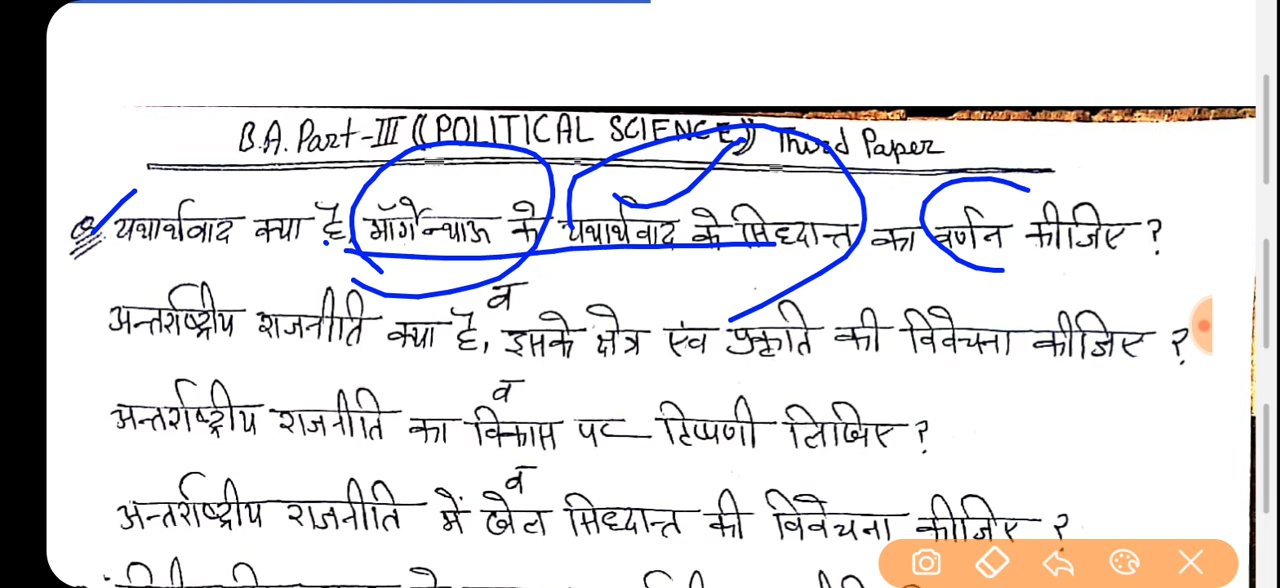 B.A. Part-III ((POLITICAL SCIENCE)) Third Paper
यथार्थवाद क्या है, मॉर्गेन्थाऊ के यथार्थवाद के सिध्दान्त का वर्णन कीजिए ?
व
अन्तर्राष्ट्रीय राजनीति क्या है, इसके क्षेत्र एंव प्रकृति की विवेचना कीजिए ?
व
अन्तर्राष्ट्रीय राजनीति का विकास पर टिप्पणी लिखिए ?
व
अन्तर्राष्ट्रीय राजनीति में खेल सिध्दान्त की विवेचना कीजिए ?